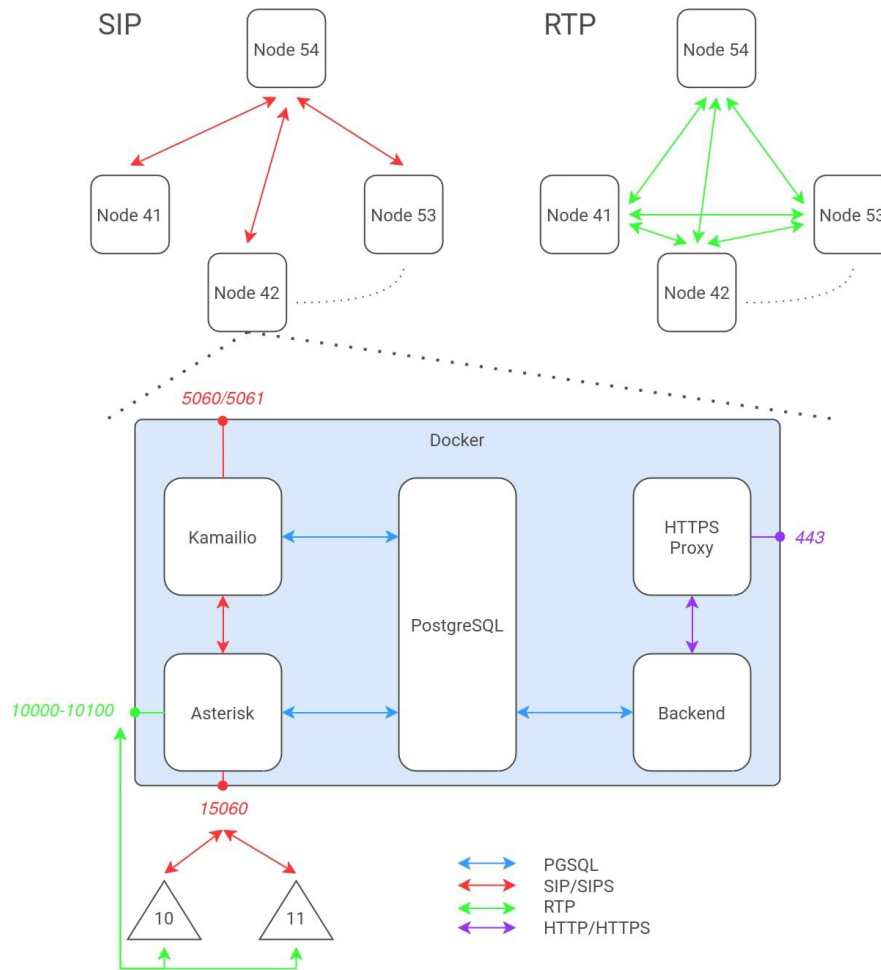 SIP
RTP
Node 54
Node 54
Node 41
Node 53
Node 41
Node 53
Node 42
Node 42
5060/5061
Docker
Kamailio
HTTPS
Proxy
443
PostgreSQL
10000-10100
Asterisk
Backend
15060
10
11
PGSQL
SIP/SIPS
RTP
HTTP/HTTPS